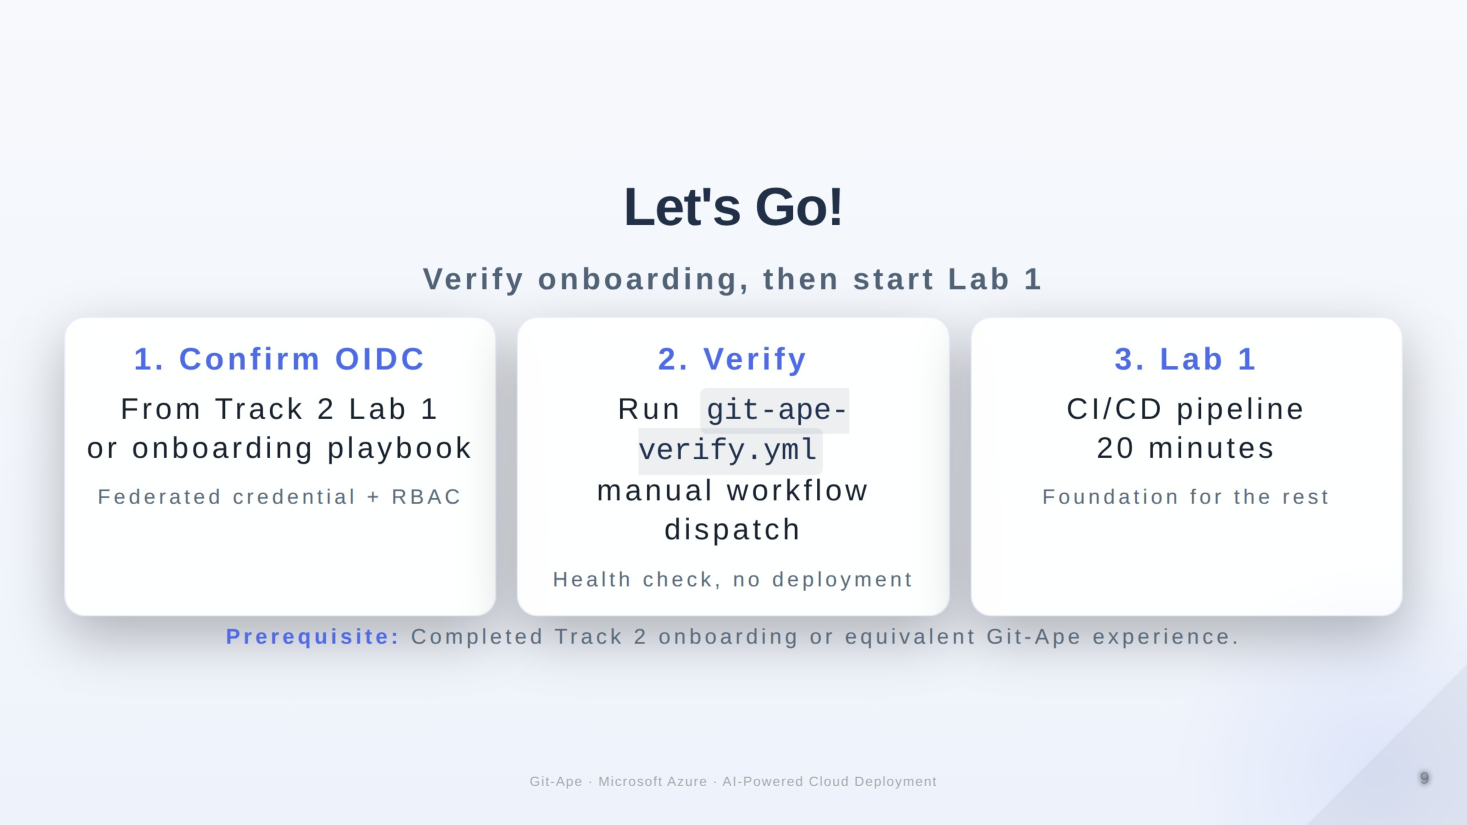 Let's Go!
Verify onboarding, then start Lab 1
1. Confirm OIDC
From Track 2 Lab 1
or onboarding playbook
Federated credential + RBAC
2. Verify
Run git-ape-
verify.yml
manual workflow
dispatch
Health check, no deployment
3. Lab 1
CI/CD pipeline
20 minutes
Foundation for the rest
Prerequisite: Completed Track 2 onboarding or equivalent Git-Ape experience.
Git-Ape · Microsoft Azure · AI-Powered Cloud Deployment
9